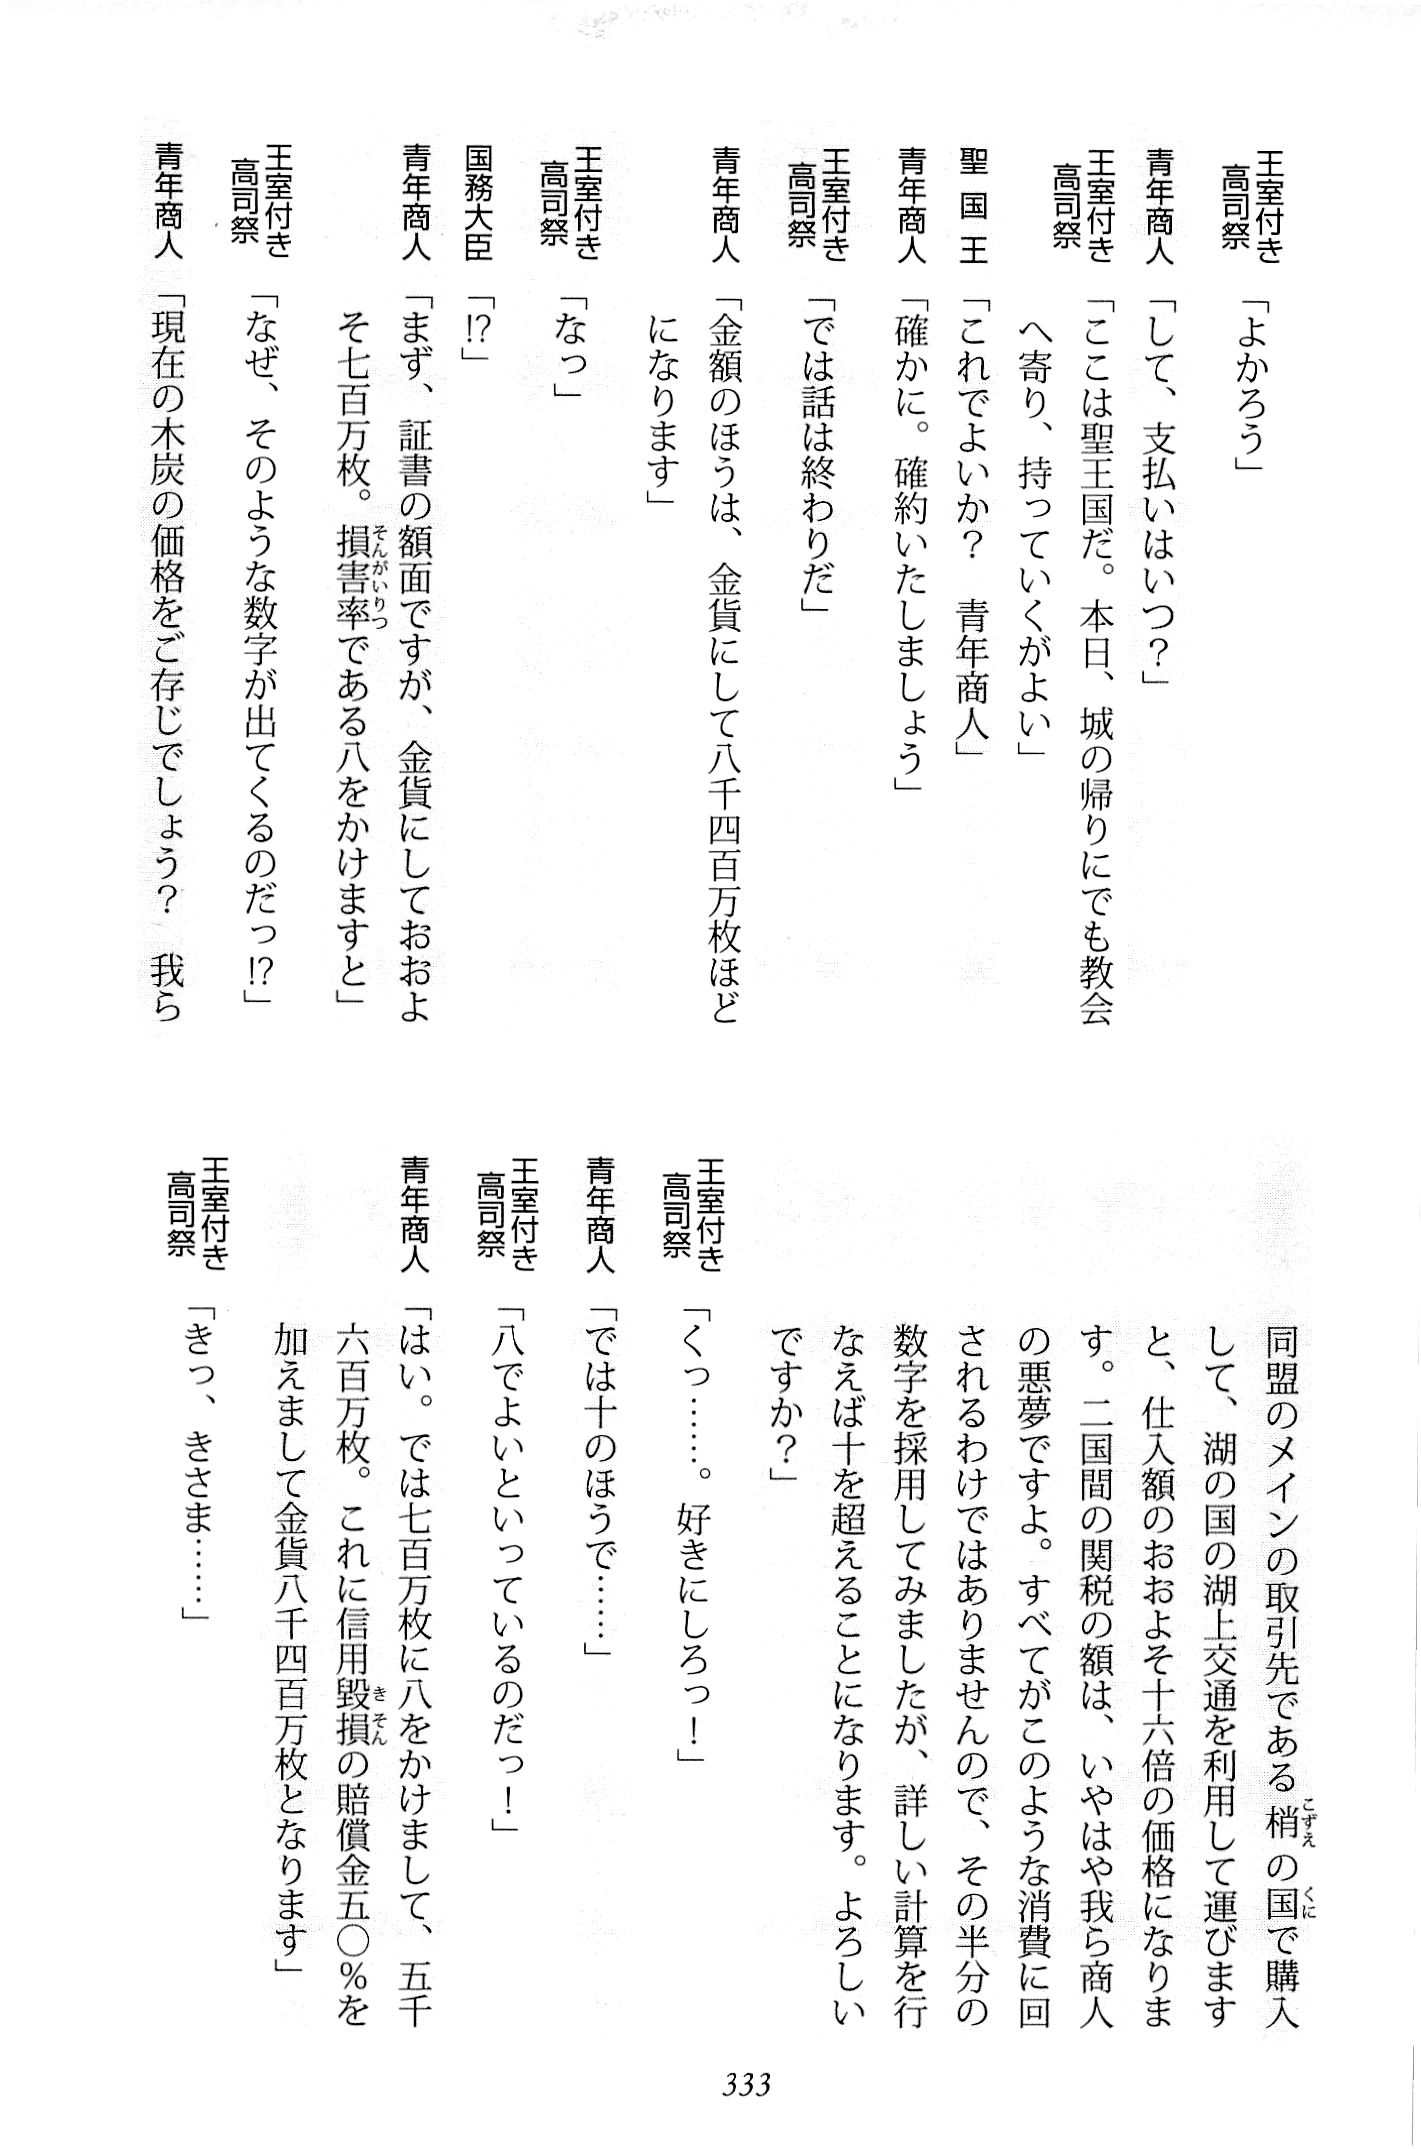 王室付き高司祭「よかろう」
青年商人「して、支払いはいつ？」
王室付き高司祭「ここは聖王国だ。本日、城の帰りにでも教会
へ寄り、持っていくがよい」
聖国王「これでよいか？　青年商人」
青年商人「確かに。確約いたしましょう」
王室付き高司祭「では話は終わりだ」
青年商人「金額のほうは、金貨にして八千四百万枚ほど
になります」
王室付き高司祭「なっ」
国務大臣「!?」
青年商人「まず、証書の額面ですが、金貨にしておおよ
そ七百万枚。損害率そんがいりつである八をかけますと」
王室付き高司祭「なぜ、そのような数字が出てくるのだっ!?」
青年商人「現在の木炭の価格をご存じでしょう？　我ら
同盟のメインの取引先である梢こずえの国くにで購入
して、湖の国の湖上交通を利用して運びます
と、仕入額のおおよそ十六倍の価格になりま
す。二国間の関税の額は、いやはや我ら商人
の悪夢ですよ。すべてがこのような消費に回
されるわけではありませんので、その半分の
数字を採用してみましたが、詳しい計算を行
なえば十を超えることになります。よろしい
ですか？」
王室付き高司祭「くっ……。好きにしろっ！」
青年商人「では十のほうで……」
王室付き高司祭「八でよいといっているのだっ！」
青年商人「はい。では七百万枚に八をかけまして、五千
六百万枚。これに信用毀損きそんの賠償金五〇％を
加えまして金貨八千四百万枚となります」
王室付き高司祭「きっ、きさま……」
333